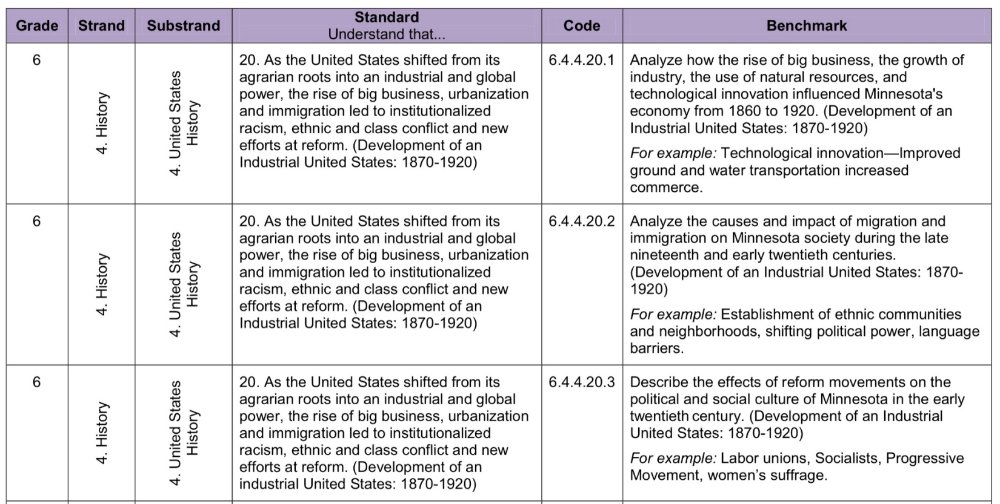 Grade
Strand
Substrand
Standard
Understand that...
Code
Benchmark
6
4. History
4. United States
History
20. As the United States shifted from its
agrarian roots into an industrial and global
power, the rise of big business, urbanization
and immigration led to institutionalized
racism, ethnic and class conflict and new
efforts at reform. (Development of an
Industrial United States: 1870-1920)
6.4.4.20.1
Analyze how the rise of big business, the growth of
industry, the use of natural resources, and
technological innovation influenced Minnesota's
economy from 1860 to 1920. (Development of an
Industrial United States: 1870-1920)
For example: Technological innovation—Improved
ground and water transportation increased
commerce.
6
4. History
4. United States
History
20. As the United States shifted from its
agrarian roots into an industrial and global
power, the rise of big business, urbanization
and immigration led to institutionalized
racism, ethnic and class conflict and new
efforts at reform. (Development of an
Industrial United States: 1870-1920)
6.4.4.20.2
Analyze the causes and impact of migration and
immigration on Minnesota society during the late
nineteenth and early twentieth centuries.
(Development of an Industrial United States: 1870-
1920)
For example: Establishment of ethnic communities
and neighborhoods, shifting political power, language
barriers.
6
4. History
4. United States
History
20. As the United States shifted from its
agrarian roots into an industrial and global
power, the rise of big business, urbanization
and immigration led to institutionalized
racism, ethnic and class conflict and new
efforts at reform. (Development of an
industrial United States: 1870-1920)
6.4.4.20.3
Describe the effects of reform movements on the
political and social culture of Minnesota in the early
twentieth century. (Development of an Industrial
United States: 1870-1920)
For example: Labor unions, Socialists, Progressive
Movement, women’s suffrage.